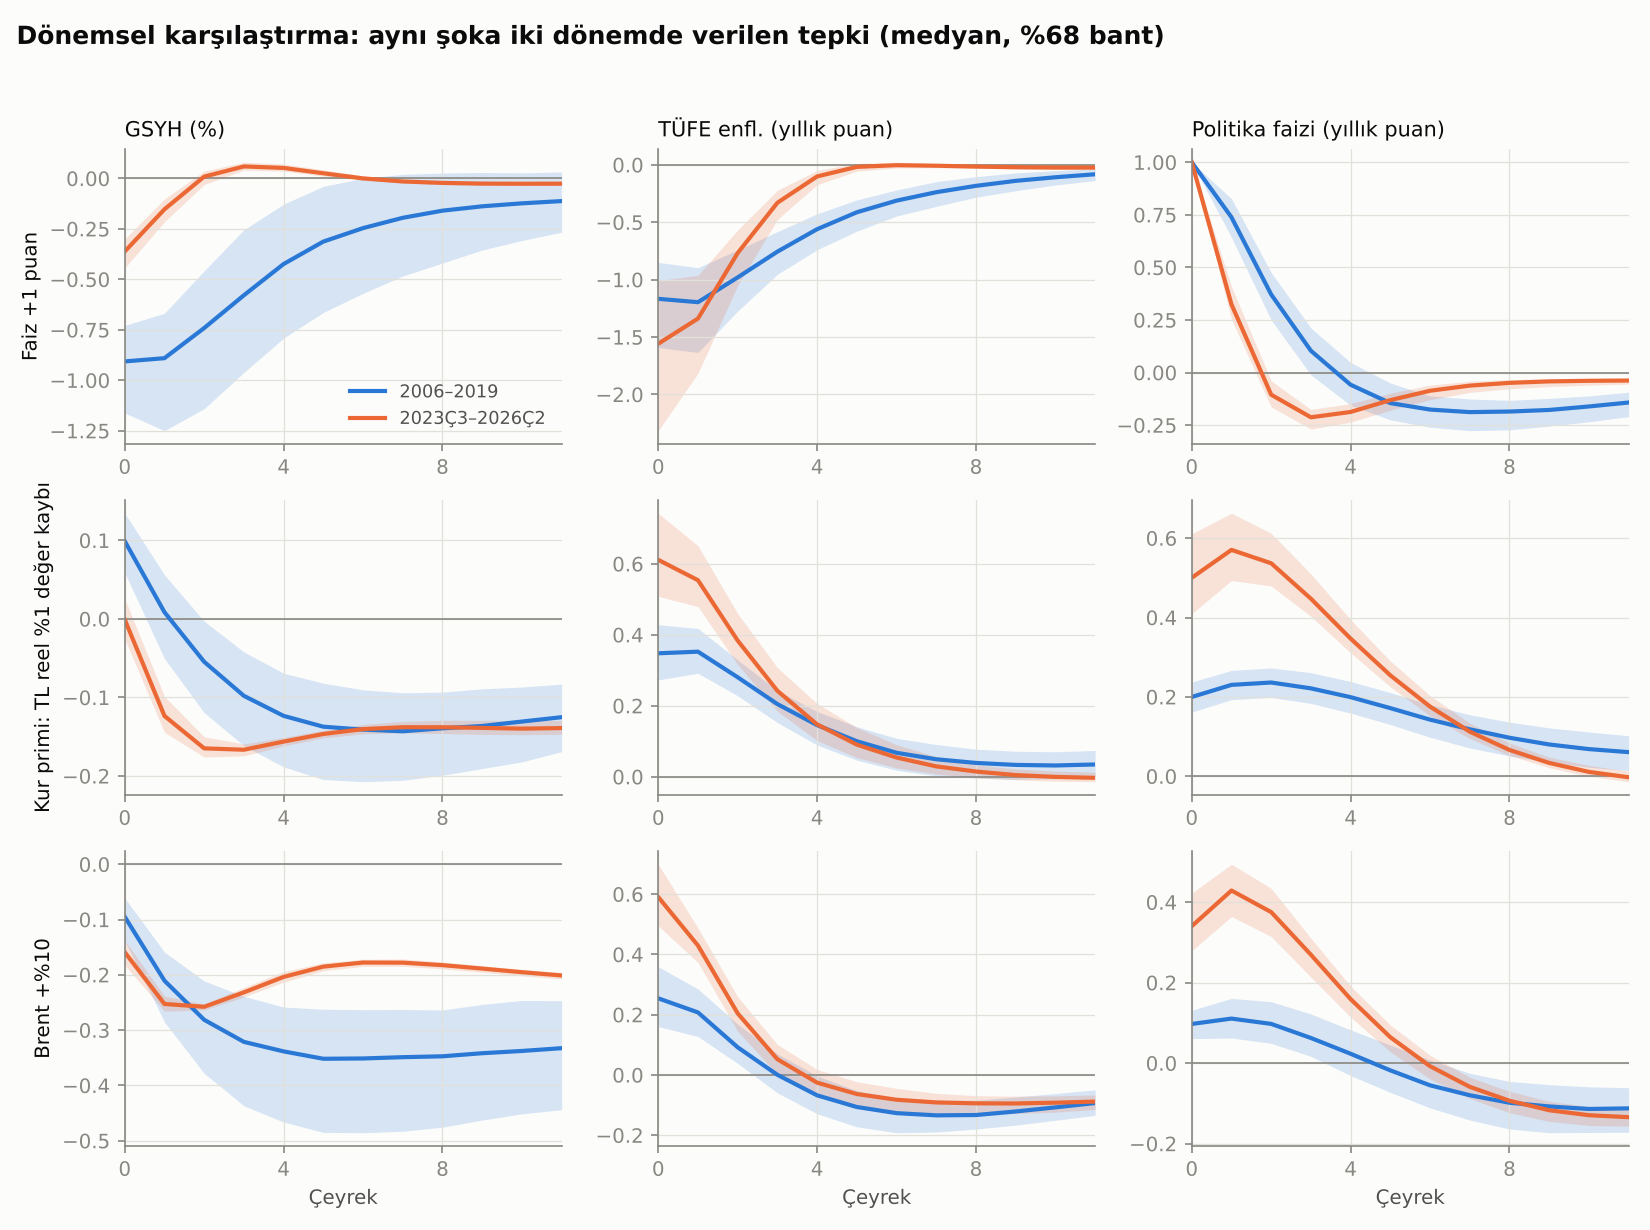 Dönemsel karşılaştırma: aynı şoka iki dönemde verilen tepki (medyan, %68 bant)
GSYH (%)
TÜFE enfl. (yıllık puan)
Politika faizi (yıllık puan)
Faiz +1 puan
0.00
−0.25
−0.50
−0.75
−1.00
−1.25
2006–2019
2023Ç3–2026Ç2
0 4 8
0.0
−0.5
−1.0
−1.5
−2.0
0 4 8
1.00
0.75
0.50
0.25
0.00
−0.25
0 4 8
Kur primi: TL reel %1 değer kaybı
0.1
0.0
−0.1
−0.2
0 4 8
0.6
0.4
0.2
0.0
0 4 8
0.6
0.4
0.2
0.0
0 4 8
Brent +%10
0.0
−0.1
−0.2
−0.3
−0.4
−0.5
0 4 8
Çeyrek
0.6
0.4
0.2
0.0
−0.2
0 4 8
Çeyrek
0.4
0.2
0.0
−0.2
0 4 8
Çeyrek